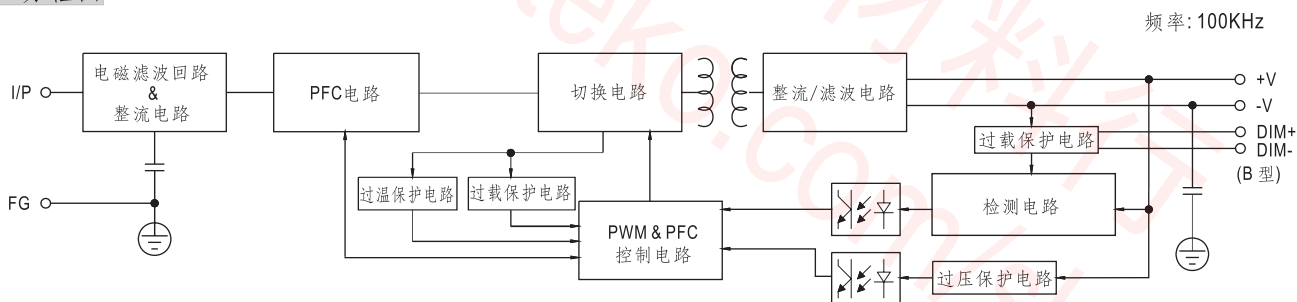 频率: 100KHz
I/P
电磁滤波回路
&
整流电路
PFC电路
切换电路
整流/滤波电路
+V
-V
过载保护电路
DIM+
DIM-
(B 型)
FG
过温保护电路
过载保护电路
PWM & PFC
控制电路
检测电路
过压保护电路